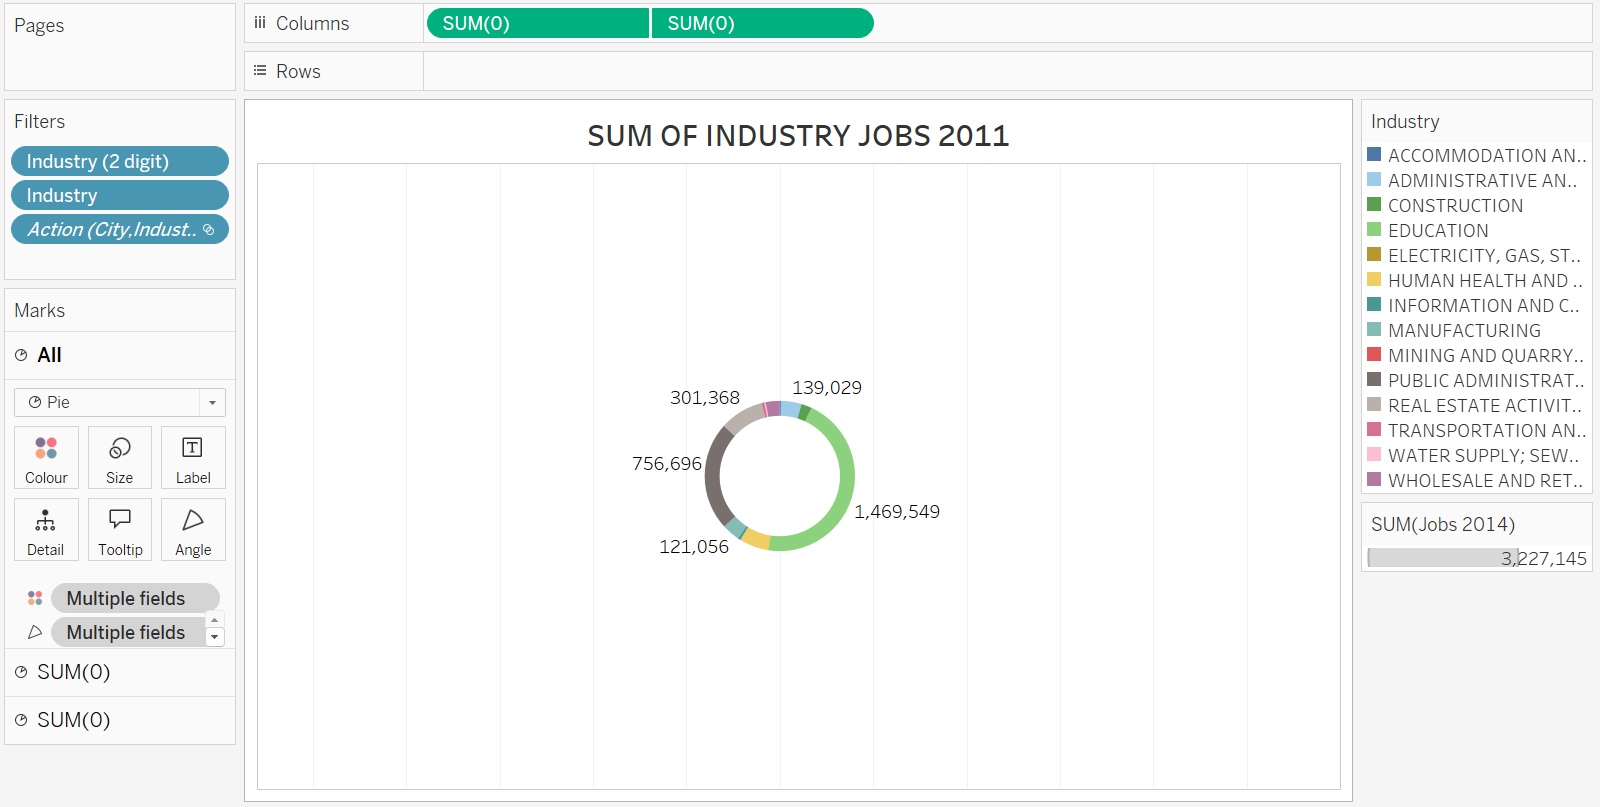 Pages
Columns
SUM(0)
SUM(0)
Rows
Filters
Industry (2 digit)
Industry
Action (City,Indust..
Marks
All
Pie
Colour
Size
Label
Detail
Tooltip
Angle
Multiple fields
Multiple fields
SUM(0)
SUM(0)
SUM OF INDUSTRY JOBS 2011
301,368
139,029
756,696
1,469,549
121,056
Industry
ACCOMMODATION AN..
ADMINISTRATIVE AN..
CONSTRUCTION
EDUCATION
ELECTRICITY, GAS, ST..
HUMAN HEALTH AND ..
INFORMATION AND C..
MANUFACTURING
MINING AND QUARRY..
PUBLIC ADMINISTRAT..
REAL ESTATE ACTIVIT..
TRANSPORTATION AN..
WATER SUPPLY; SEW..
WHOLESALE AND RET..
SUM(Jobs 2014)
3,227,145